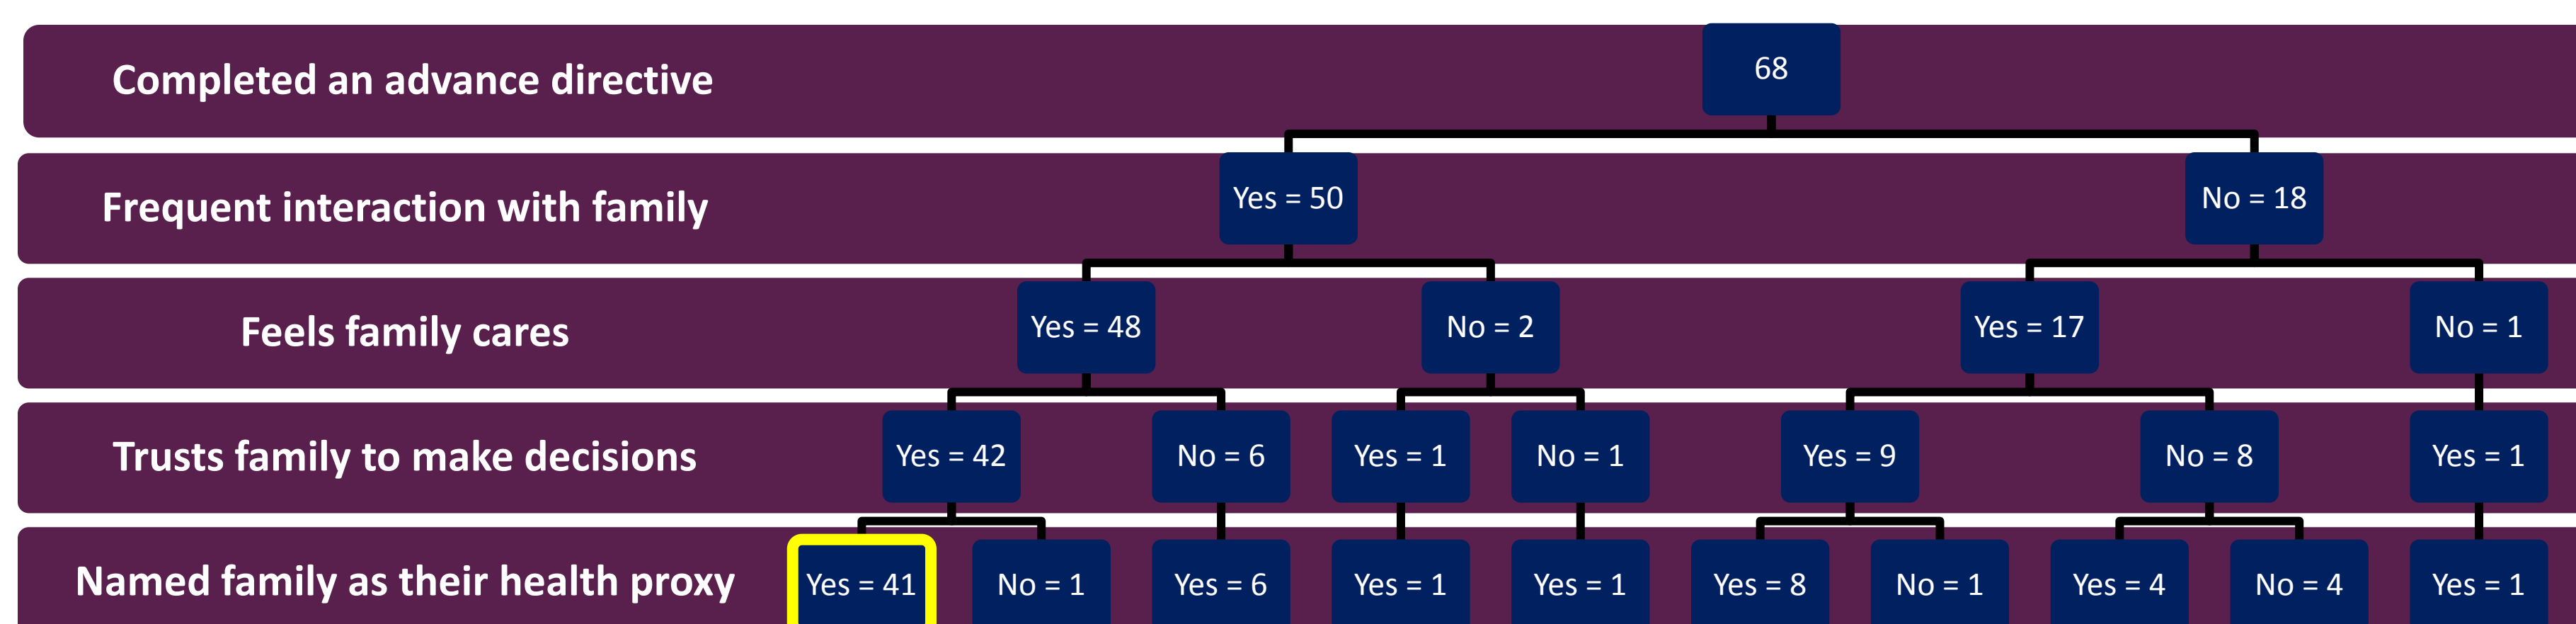 Completed an advance directive
68
Frequent interaction with family
Yes = 50
No = 18
Feels family cares
Yes = 48
No = 2
Yes = 17
No = 1
Trusts family to make decisions
Yes = 42
No = 6
Yes = 1
No = 1
Yes = 9
No = 8
Yes = 1
Named family as their health proxy
Yes = 41
No = 1
Yes = 6
Yes = 1
Yes = 1
Yes = 8
No = 1
Yes = 4
No = 4
Yes = 1